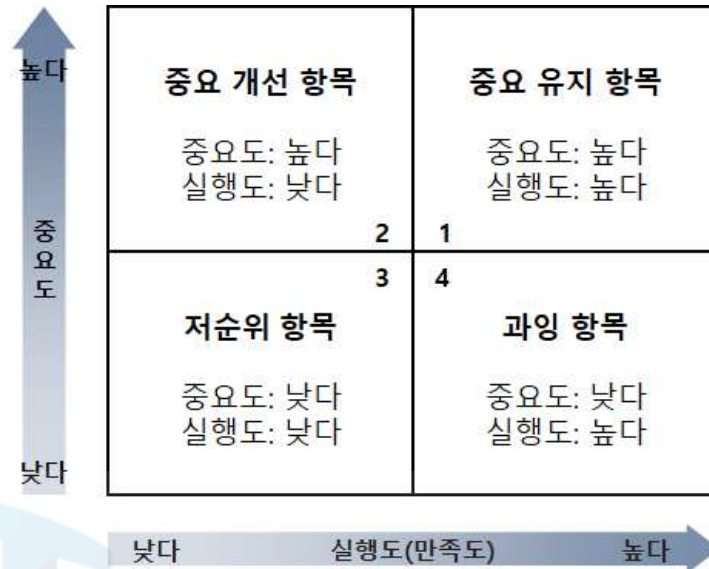 높다
중요도
낮다
중요 개선 항목
중요도: 높다
실행도: 낮다
2
중요 유지 항목
중요도: 높다
실행도: 높다
1
3
저순위 항목
중요도: 낮다
실행도: 낮다
4
과잉 항목
중요도: 낮다
실행도: 높다
낮다 실행도(만족도) 높다